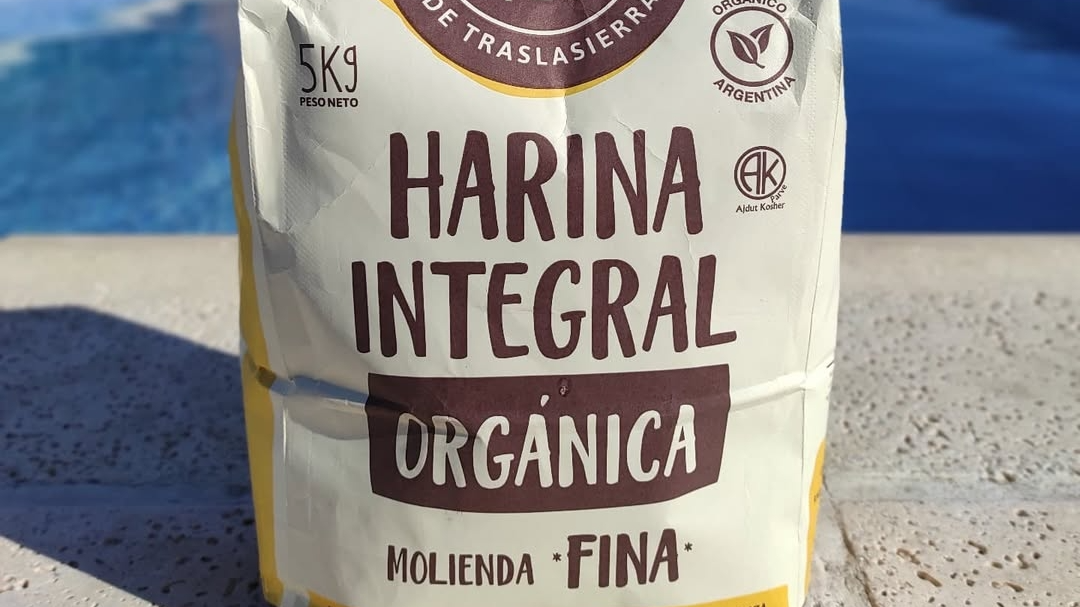 DE TRASLASIERRA
5Kg
PESO NETO
ORGÁNICO
ARGENTINA
HARINA
INTEGRAL
AK
Parve
Ajdut Kosher
ORGÁNICA
MOLIENDA *FINA*